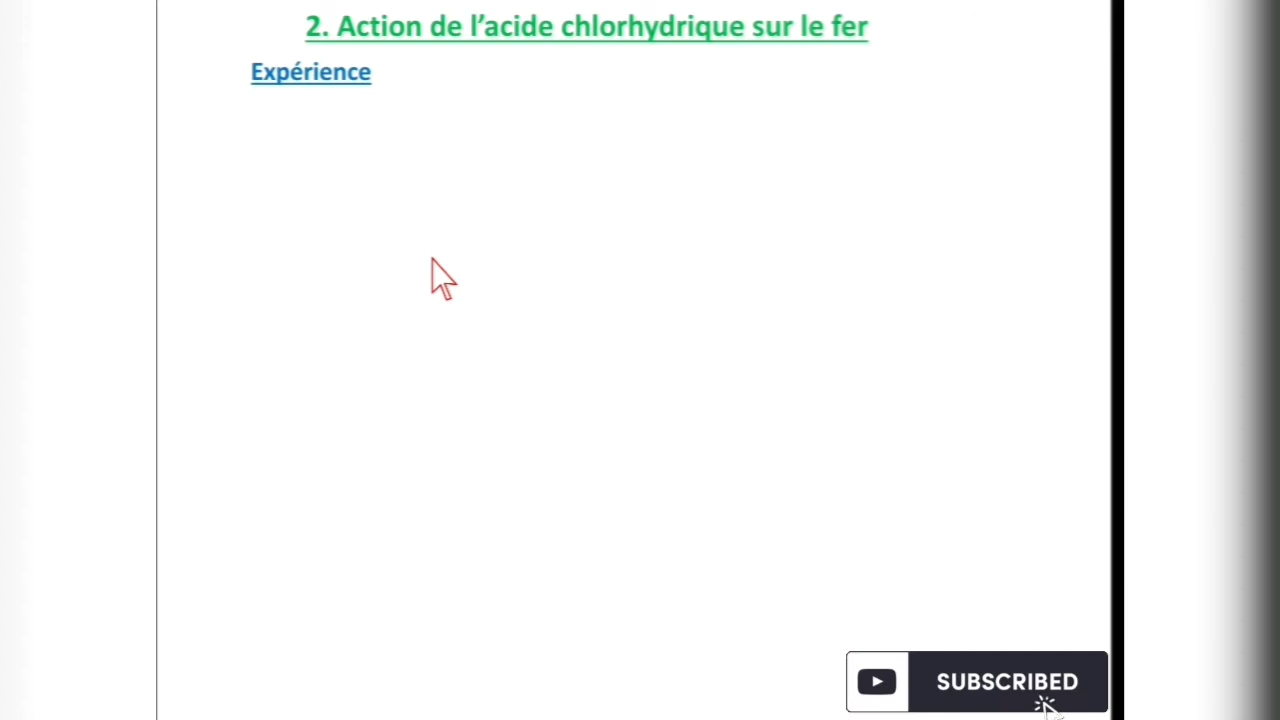 2. Action de l’acide chlorhydrique sur le fer
Expérience
SUBSCRIBED